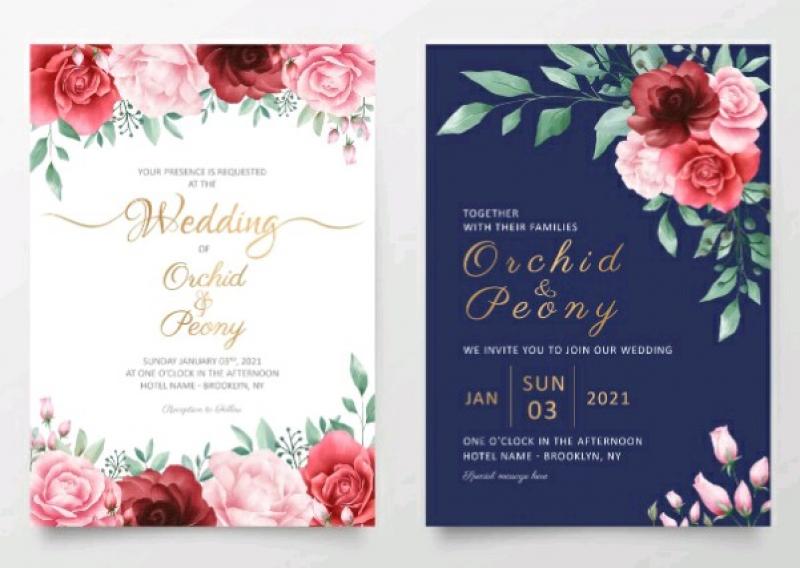 YOUR PRESENCE IS REQUESTED
AT THE
Wedding
OF
Orchid
&
Peony
SUNDAY JANUARY 03RD, 2021
AT ONE O'CLOCK IN THE AFTERNOON
HOTEL NAME - BROOKLYN, NY
Reception to Follow
TOGETHER
WITH THEIR FAMILIES
Orchid
&
Peony
WE INVITE YOU TO JOIN OUR WEDDING
JAN
SUN
03
2021
ONE O'CLOCK IN THE AFTERNOON
HOTEL NAME - BROOKLYN, NY
Special message here